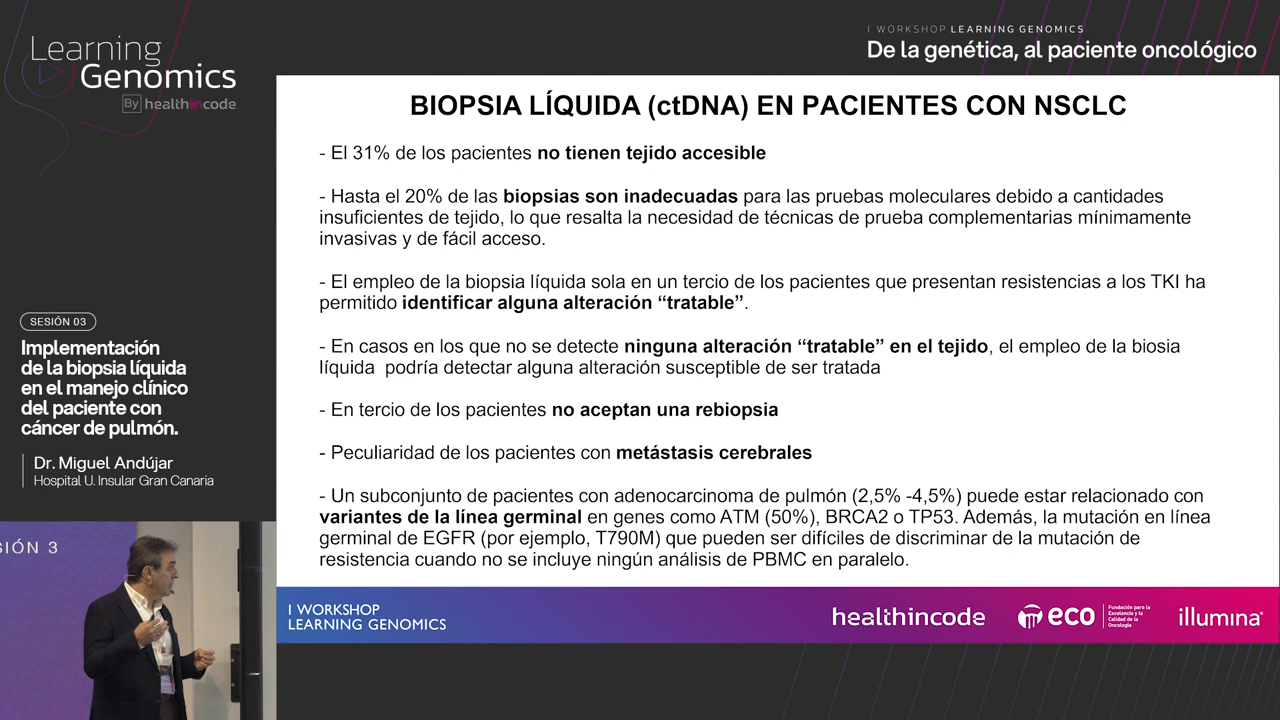 Learning
Genomics
By healthincode
I WORKSHOP LEARNING GENOMICS
De la genética, al paciente oncológico
BIOPSIA LÍQUIDA (ctDNA) EN PACIENTES CON NSCLC
- El 31% de los pacientes no tienen tejido accesible
- Hasta el 20% de las biopsias son inadecuadas para las pruebas moleculares debido a cantidades
insuficientes de tejido, lo que resalta la necesidad de técnicas de prueba complementarias mínimamente
invasivas y de fácil acceso.
- El empleo de la biopsia líquida sola en un tercio de los pacientes que presentan resistencias a los TKI ha
permitido identificar alguna alteración “tratable”.
- En casos en los que no se detecte ninguna alteración “tratable” en el tejido, el empleo de la biosia
líquida podría detectar alguna alteración susceptible de ser tratada
- En tercio de los pacientes no aceptan una rebiopsia
- Peculiaridad de los pacientes con metástasis cerebrales
- Un subconjunto de pacientes con adenocarcinoma de pulmón (2,5% -4,5%) puede estar relacionado con
variantes de la línea germinal en genes como ATM (50%), BRCA2 o TP53. Además, la mutación en línea
germinal de EGFR (por ejemplo, T790M) que pueden ser difíciles de discriminar de la mutación de
resistencia cuando no se incluye ningún análisis de PBMC en paralelo.
SESIÓN 03
Implementación
de la biopsia líquida
en el manejo clínico
del paciente con
cáncer de pulmón.
Dr. Miguel Andújar
Hospital U. Insular Gran Canaria
SIÓN 3
I WORKSHOP
LEARNING GENOMICS
healthincode
eco
Fundación para la
Excelencia y la
Calidad de la
Oncología
illumina®